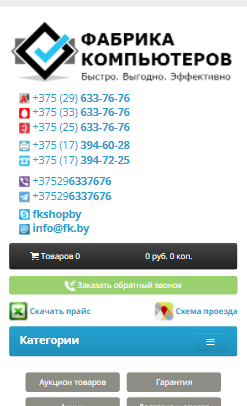 ФАБРИКА
КОМПЬЮТЕРОВ
Быстро. Выгодно. Эффективно
+375 (29) 633-76-76
+375 (33) 633-76-76
+375 (25) 633-76-76
+375 (17) 394-60-28
+375 (17) 394-72-25
+375296337676
+375296337676
fkshopby
info@fk.by
Товаров 0 0 руб. 0 коп.
Заказать обратный звонок
Скачать прайс Схема проезда
Категории
Аукцион товаров Гарантия